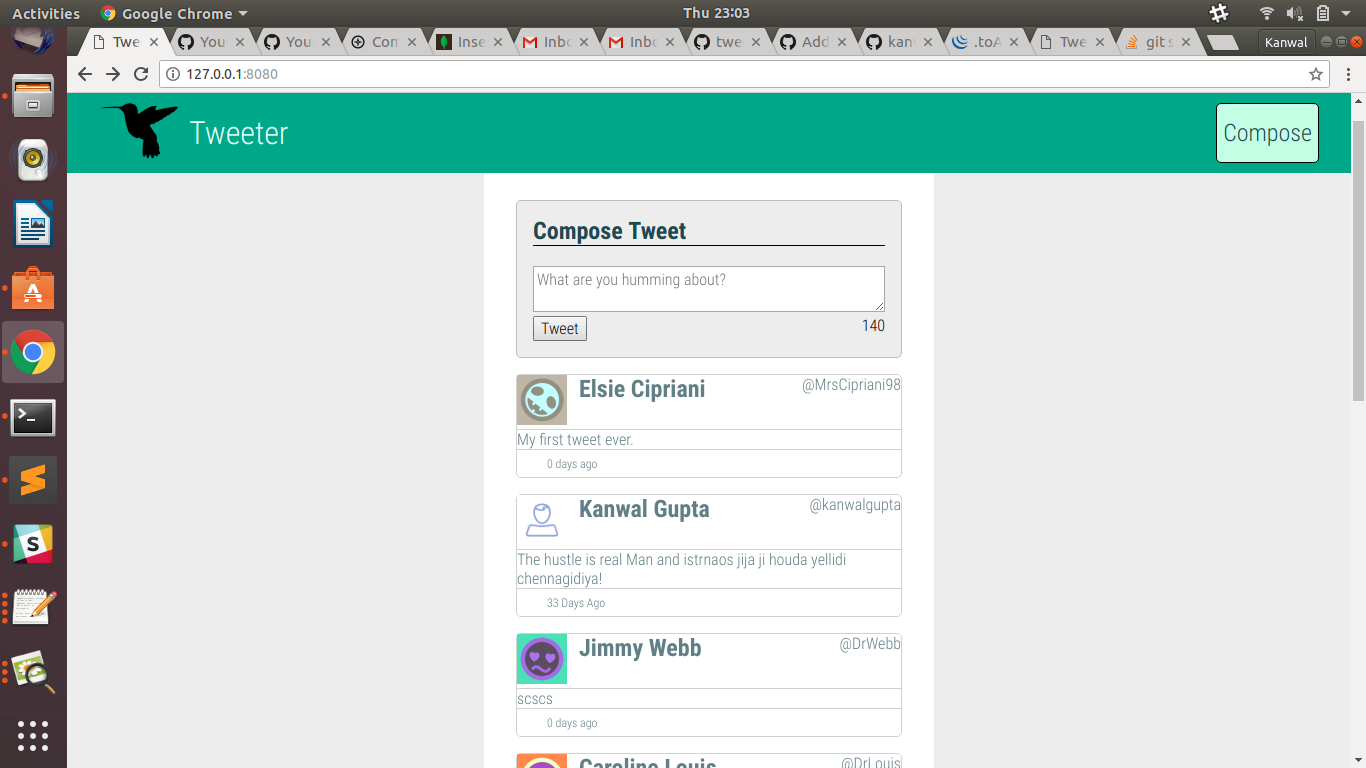 Activities Google Chrome Thu 23:03
Twe You You Com Inse Inbo Inbo twe Add kan .toA Twe git s Kanwal
127.0.0.1:8080
Tweeter
Compose
Compose Tweet
What are you humming about?
Tweet 140
Elsie Cipriani @MrsCipriani98
My first tweet ever.
0 days ago
Kanwal Gupta @kanwalgupta
The hustle is real Man and istrnaos jija ji houda yellidi
chennagidiya!
33 Days Ago
Jimmy Webb @DrWebb
scscs
0 days ago
Caroline Louis @DrLouis